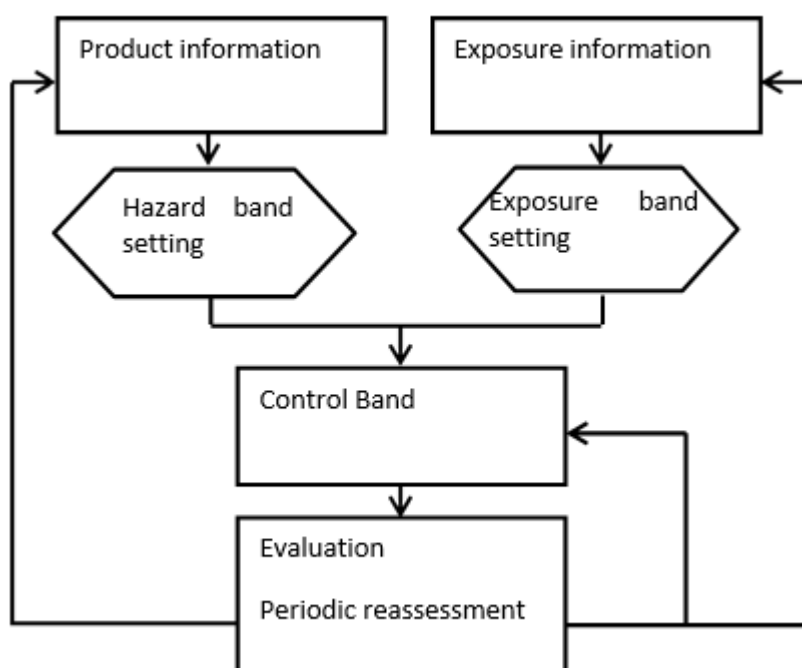 Product information
Exposure information
Hazard band
setting
Exposure band
setting
Control Band
Evaluation
Periodic reassessment